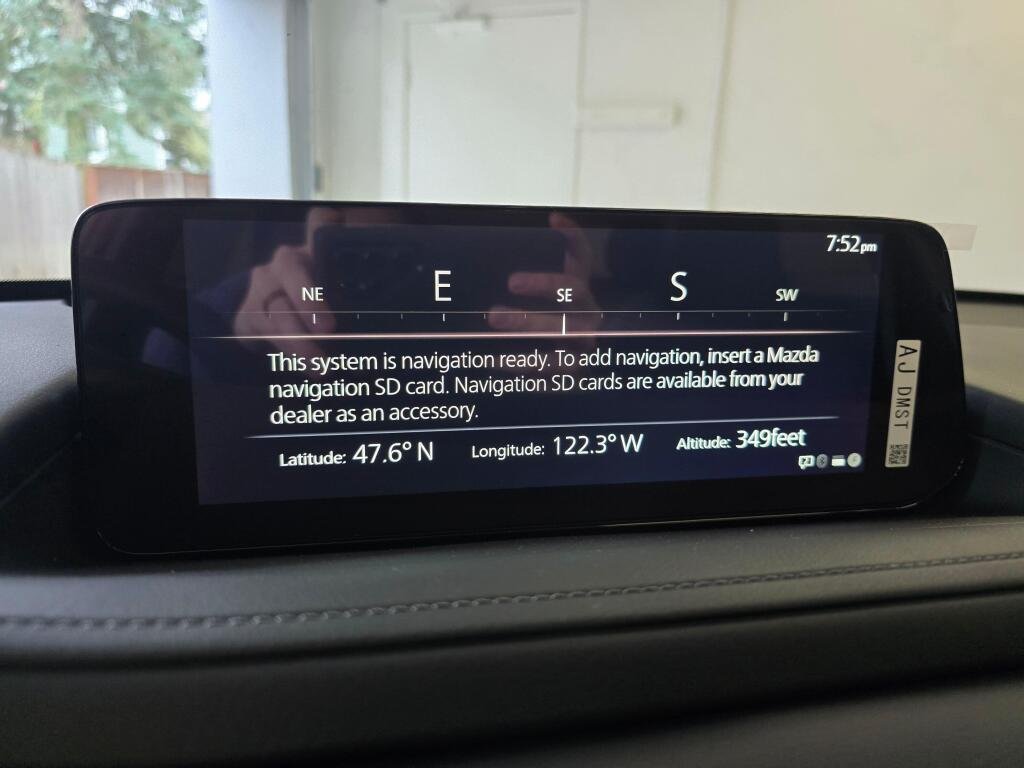 7:52pm
NE E SE S SW
This system is navigation ready. To add navigation, insert a Mazda
navigation SD card. Navigation SD cards are available from your
dealer as an accessory.
Latitude: 47.6° N Longitude: 122.3° W Altitude: 349feet
AJ DMST